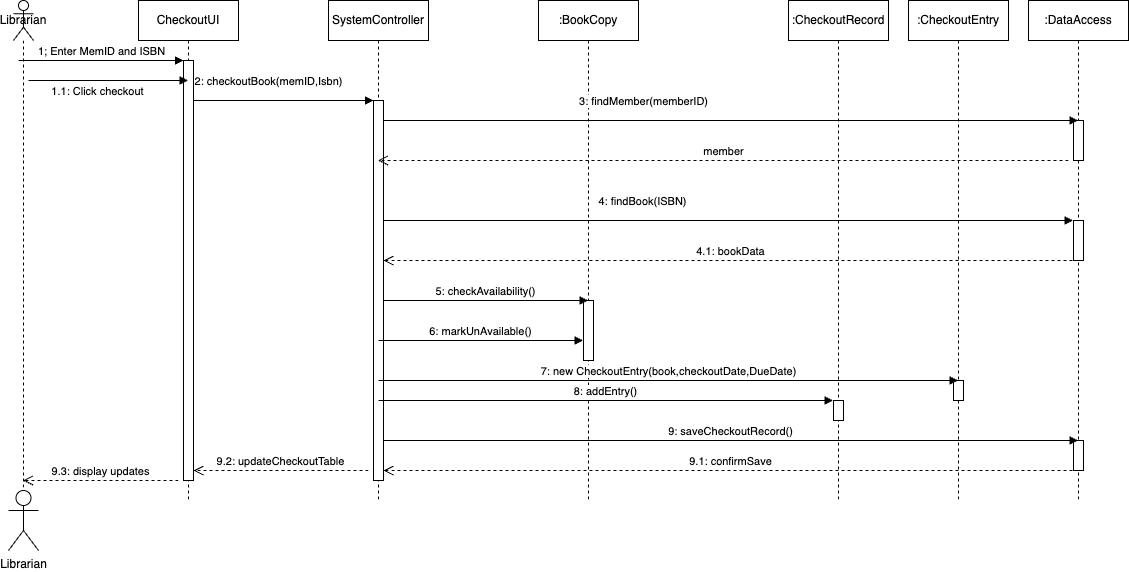 Librarian
CheckoutUI
SystemController
:BookCopy
:CheckoutRecord
:CheckoutEntry
:DataAccess
1; Enter MemID and ISBN
1.1: Click checkout
2: checkoutBook(memID,Isbn)
3: findMember(memberID)
member
4: findBook(ISBN)
4.1: bookData
5: checkAvailability()
6: markUnAvailable()
7: new CheckoutEntry(book,checkoutDate,DueDate)
8: addEntry()
9: saveCheckoutRecord()
9.1: confirmSave
9.2: updateCheckoutTable
9.3: display updates
Librarian